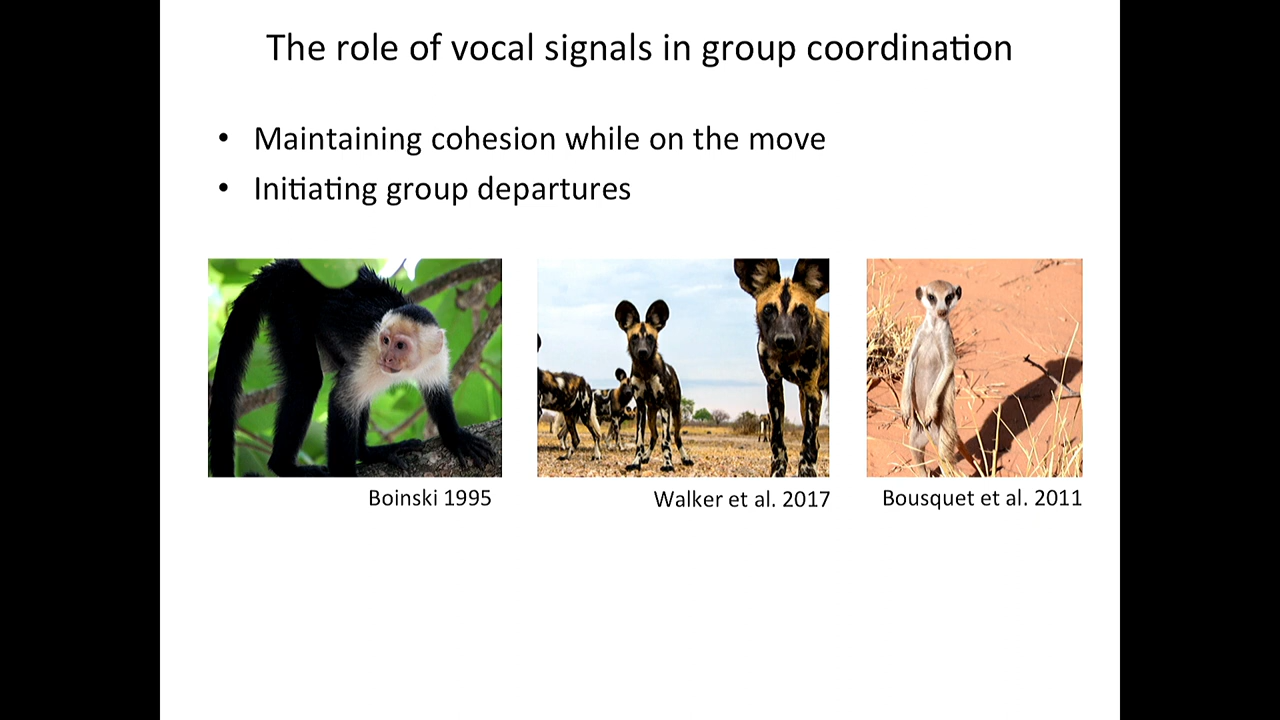 The role of vocal signals in group coordination
• Maintaining cohesion while on the move
• Initiating group departures
Boinski 1995
Walker et al. 2017
Bousquet et al. 2011